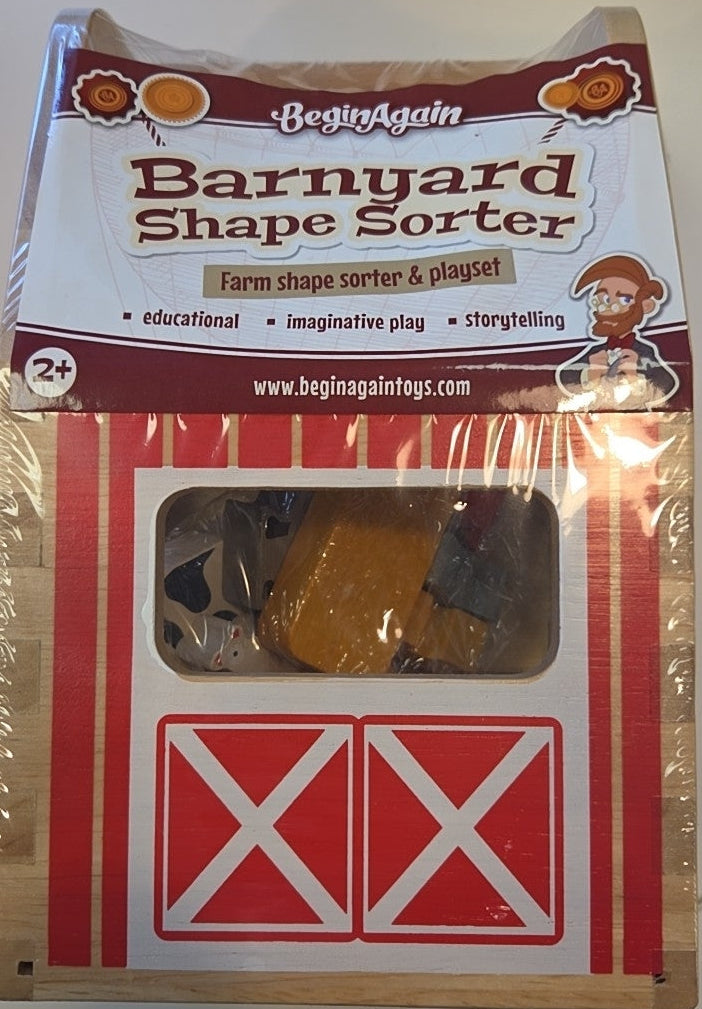 BeginAgain
Barnyard
Shape Sorter
Farm shape sorter & playset
▪ educational ▪ imaginative play ▪ storytelling
2+
www.beginagaintoys.com